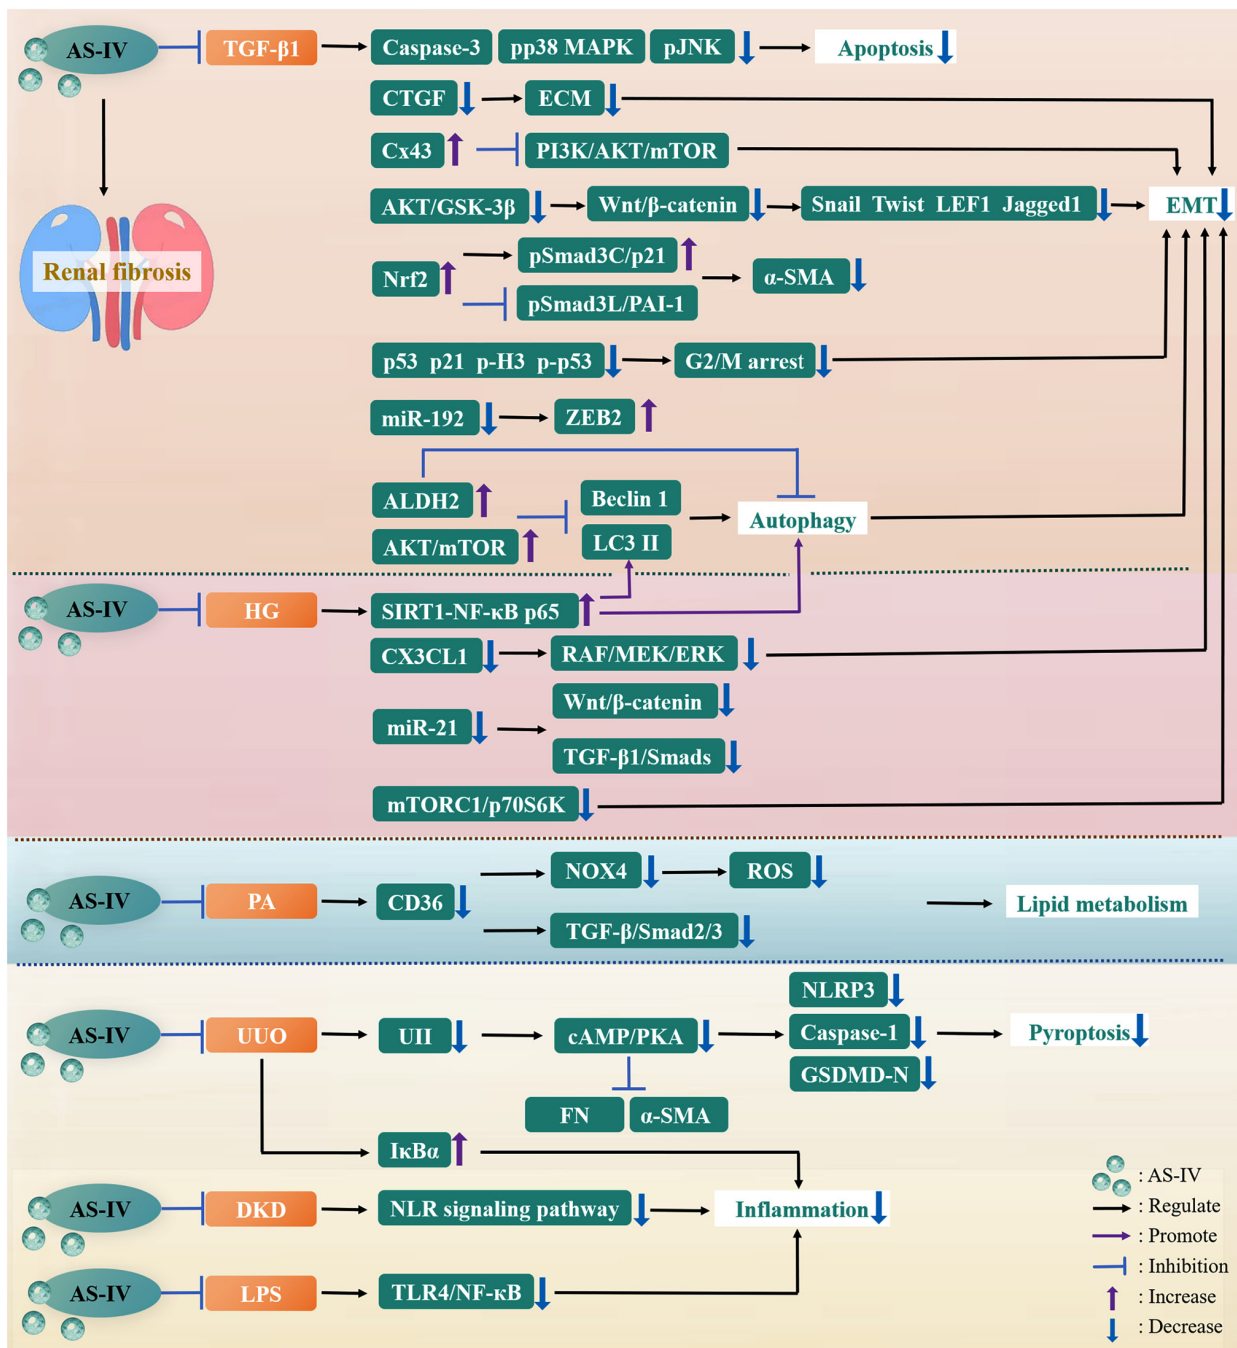 AS-IV TGF-β1 Caspase-3 pp38 MAPK pJNK Apoptosis
CTGF ECM
Cx43 PI3K/AKT/mTOR
AKT/GSK-3β Wnt/β-catenin Snail Twist LEF1 Jagged1 EMT
Renal fibrosis
pSmad3C/p21
Nrf2 α-SMA
pSmad3L/PAI-1
p53 p21 p-H3 p-p53 G2/M arrest
miR-192 ZEB2
ALDH2 Beclin 1
Autophagy
AKT/mTOR LC3 II
AS-IV HG SIRT1-NF-κB p65
CX3CL1 RAF/MEK/ERK
Wnt/β-catenin
miR-21
TGF-β1/Smads
mTORC1/p70S6K
NOX4 ROS
AS-IV PA CD36 Lipid metabolism
TGF-β/Smad2/3
NLRP3
AS-IV UUO UII cAMP/PKA Caspase-1 Pyroptosis
GSDMD-N
FN α-SMA
IκBα
AS-IV DKD NLR signaling pathway Inflammation
AS-IV LPS TLR4/NF-κB
: AS-IV
: Regulate
: Promote
: Inhibition
: Increase
: Decrease